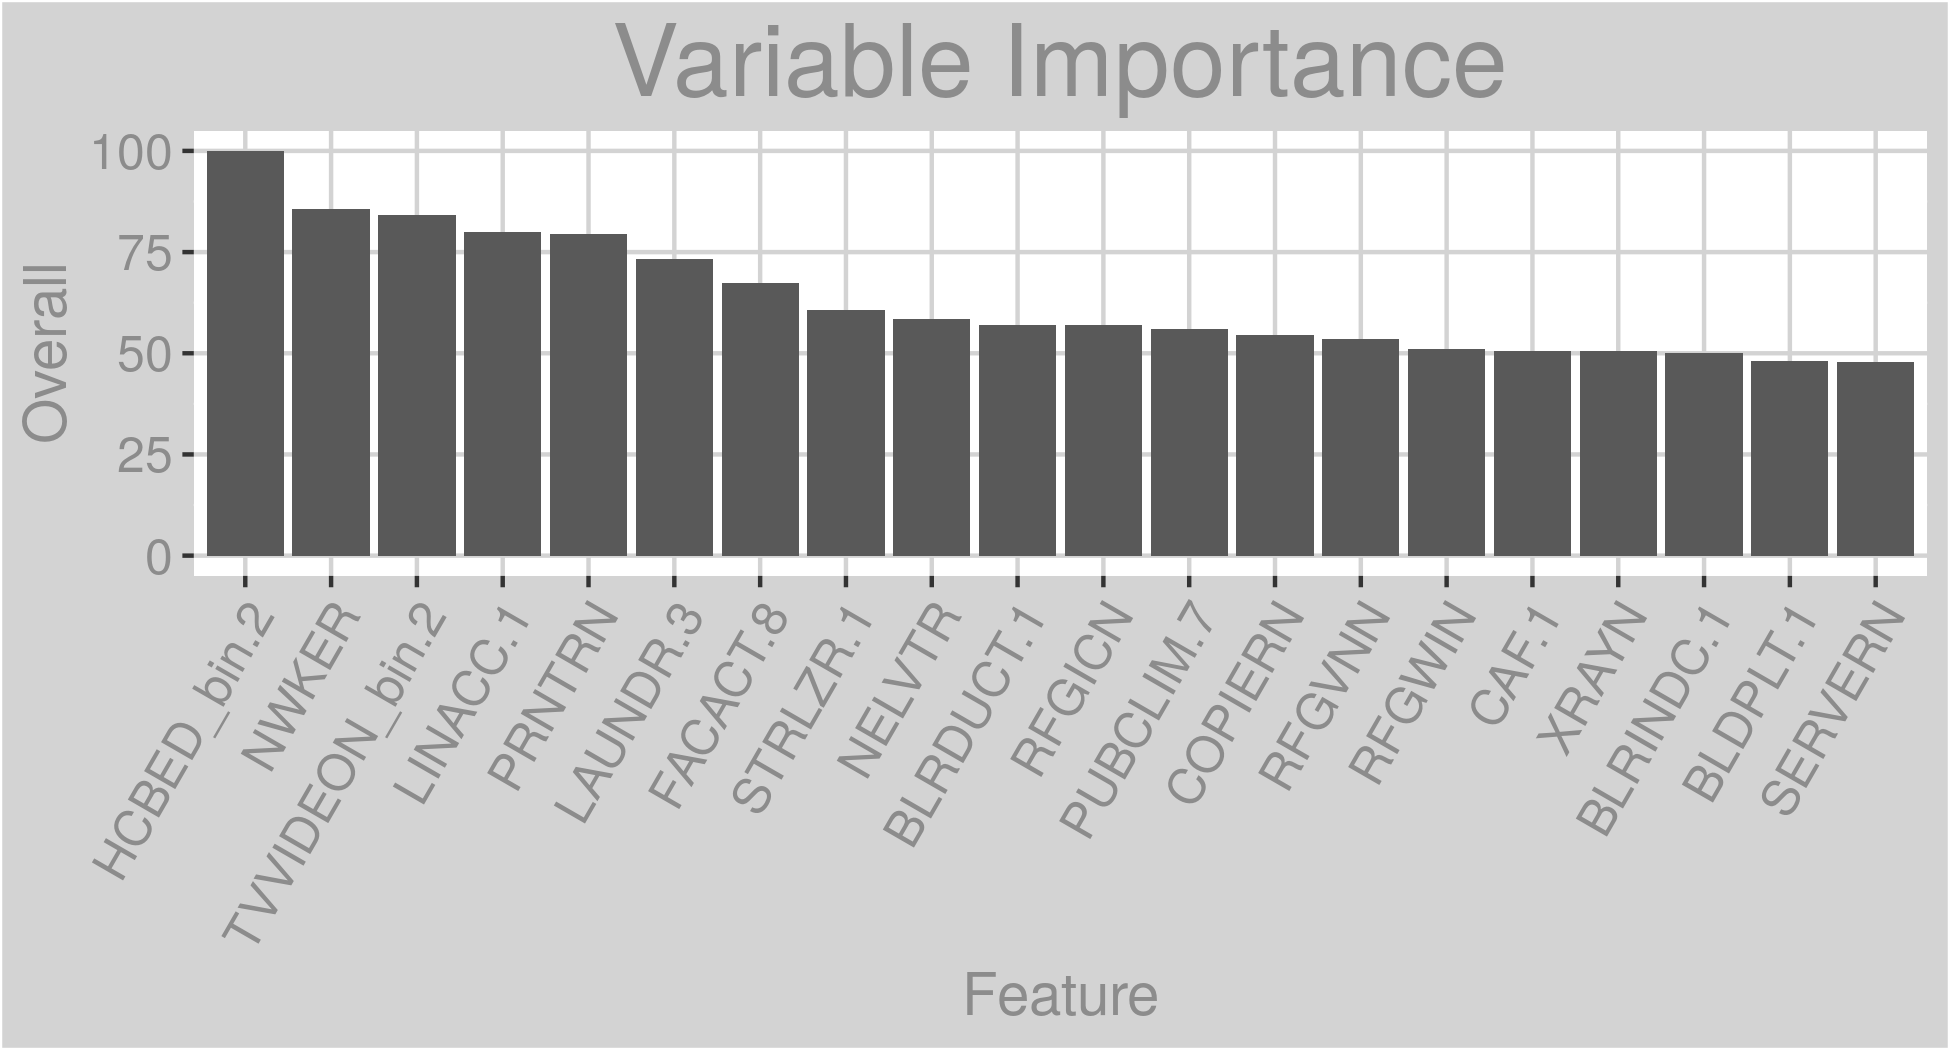 Variable Importance
Overall
100
75
50
25
0
HCBED_bin.2
NWKER
TVVIDEON_bin.2
LINACC.1
PRNTRN
LAUNDR.3
FACACT.8
STRLZR.1
NELVTR
BLRDUCT.1
RFGICN
PUBCLIM.7
COPIERN
RFGVNN
RFGWIN
CAF.1
XRAYN
BLRINDC.1
BLDPLT.1
SERVERN
Feature